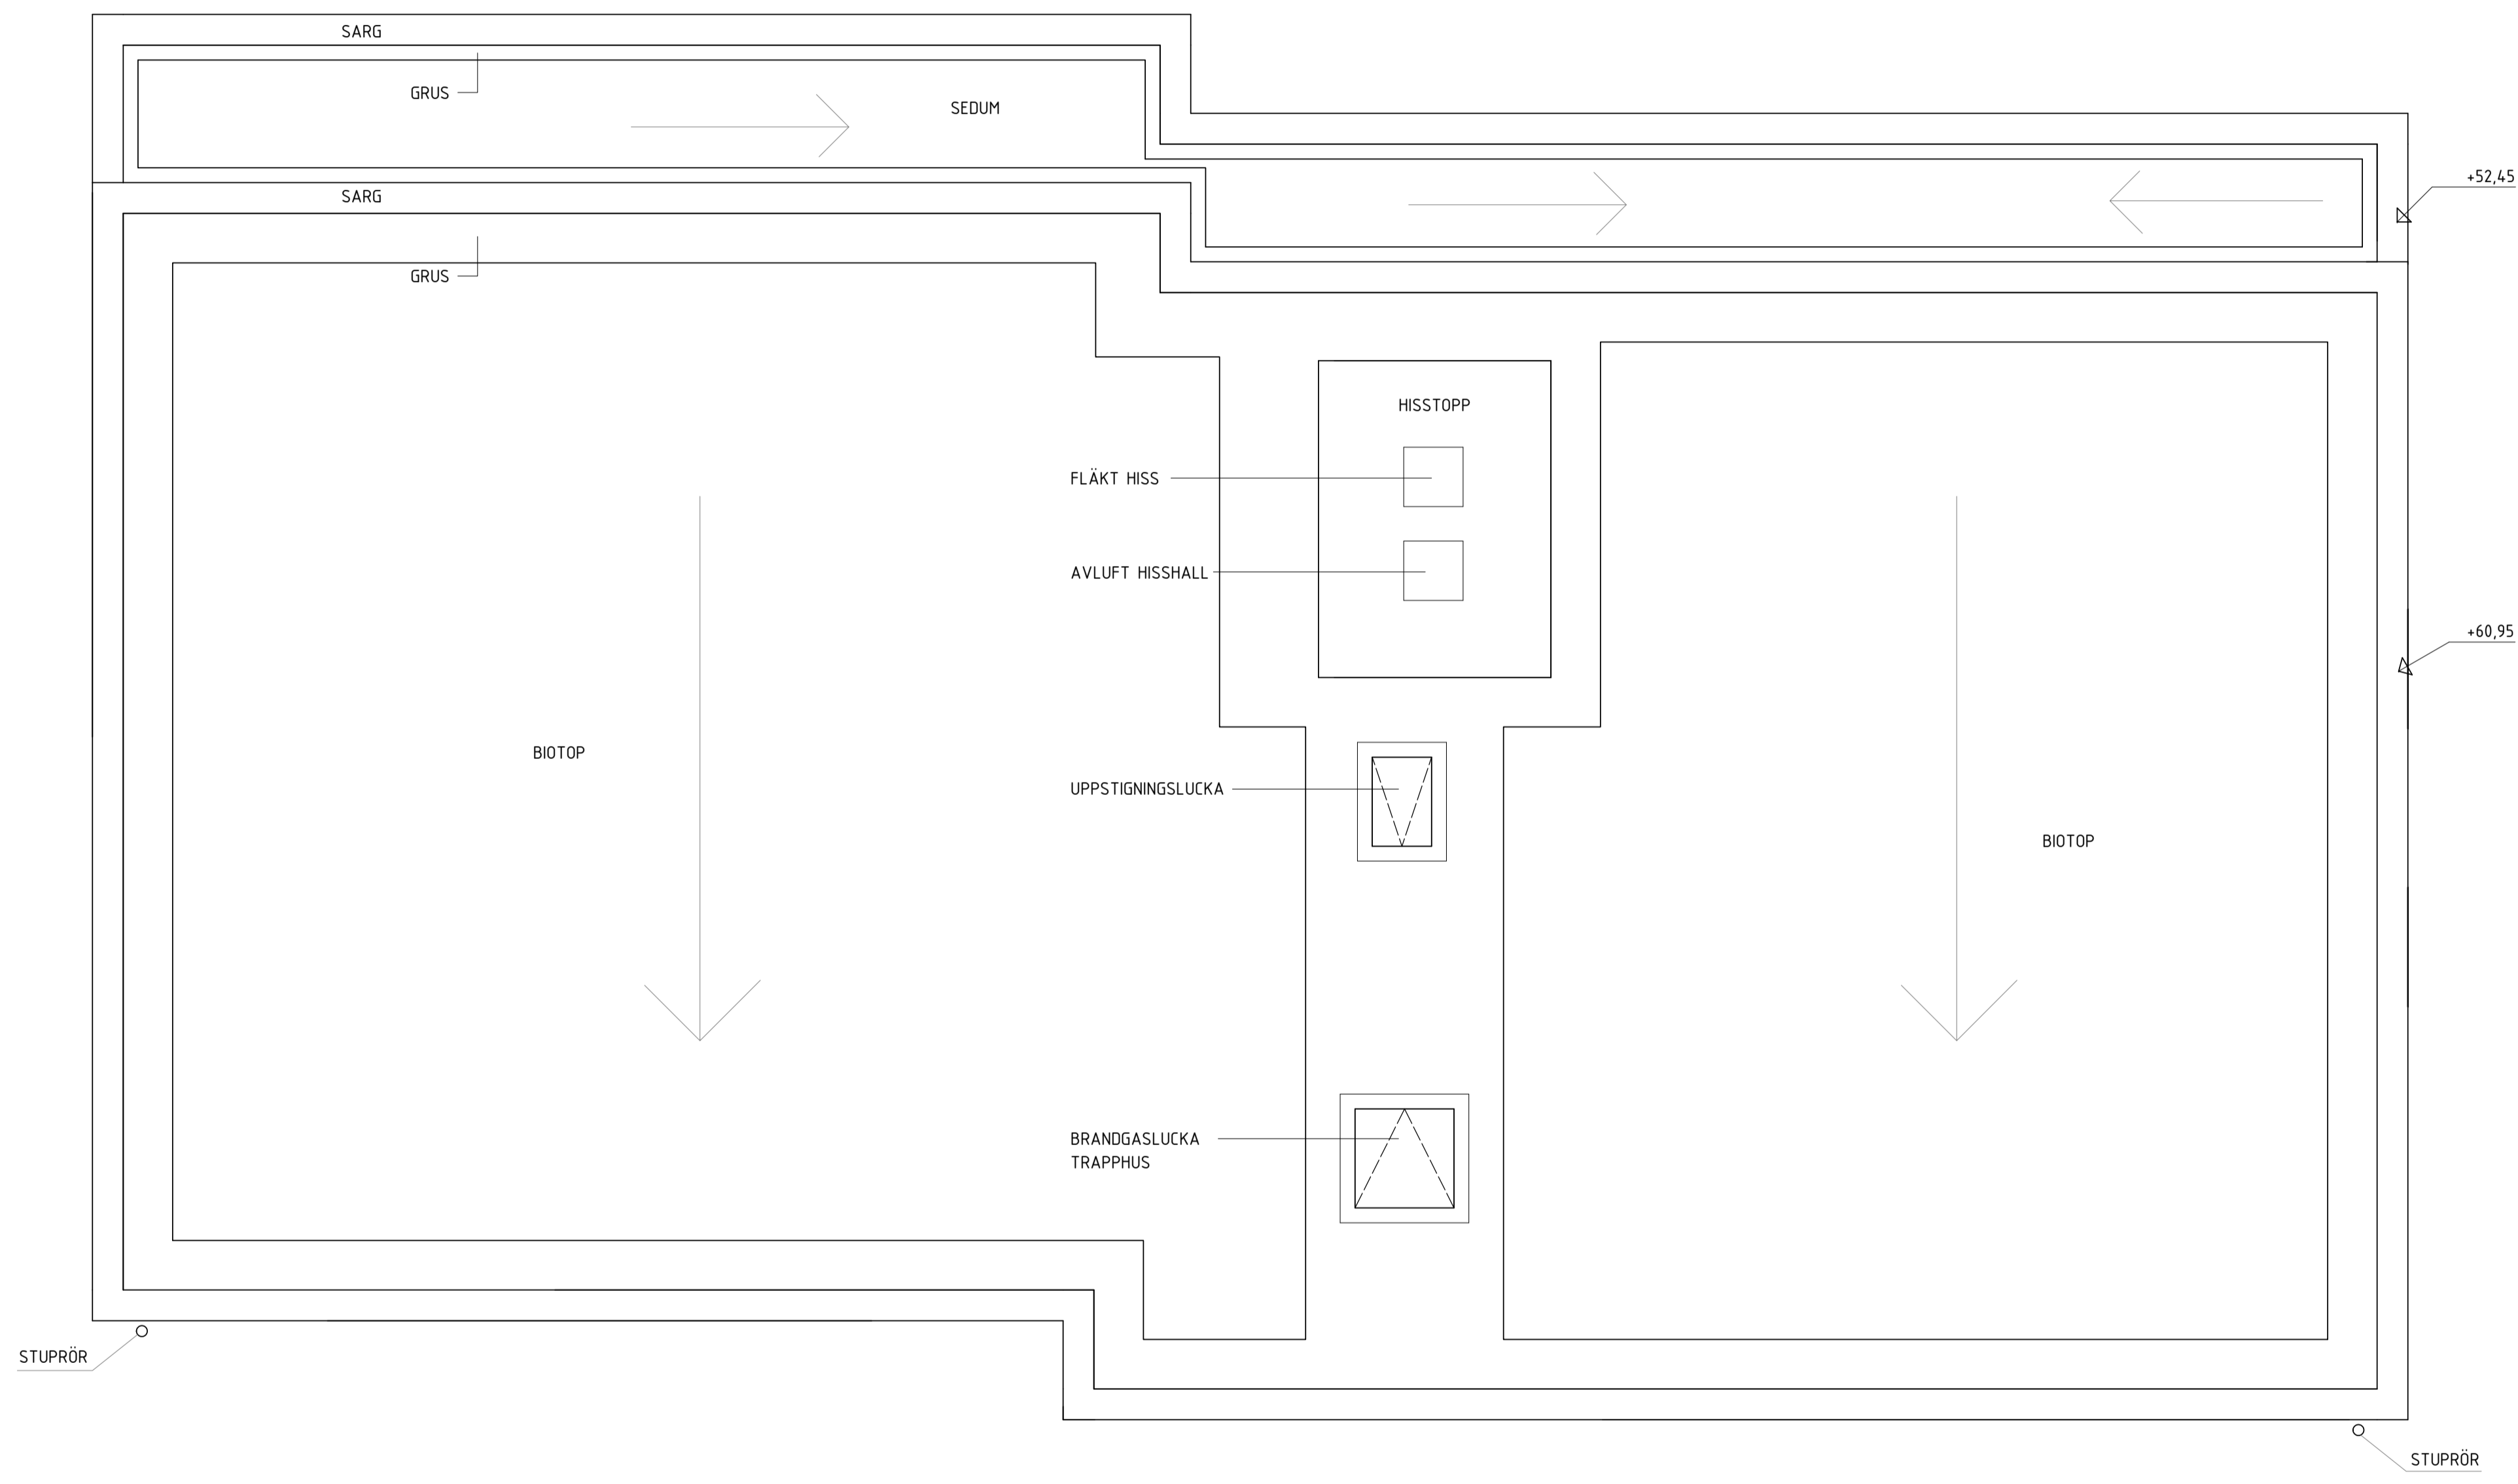 SARG
GRUS
SEDUM
+52,45
SARG
GRUS
HISSTOPP
FLÄKT HISS
AVLUFT HISSHALL
+60,95
BIOTOP
UPPSTIGNINGSLUCKA
BIOTOP
BRANDGASLUCKA
TRAPPHUS
STUPRÖR
STUPRÖR